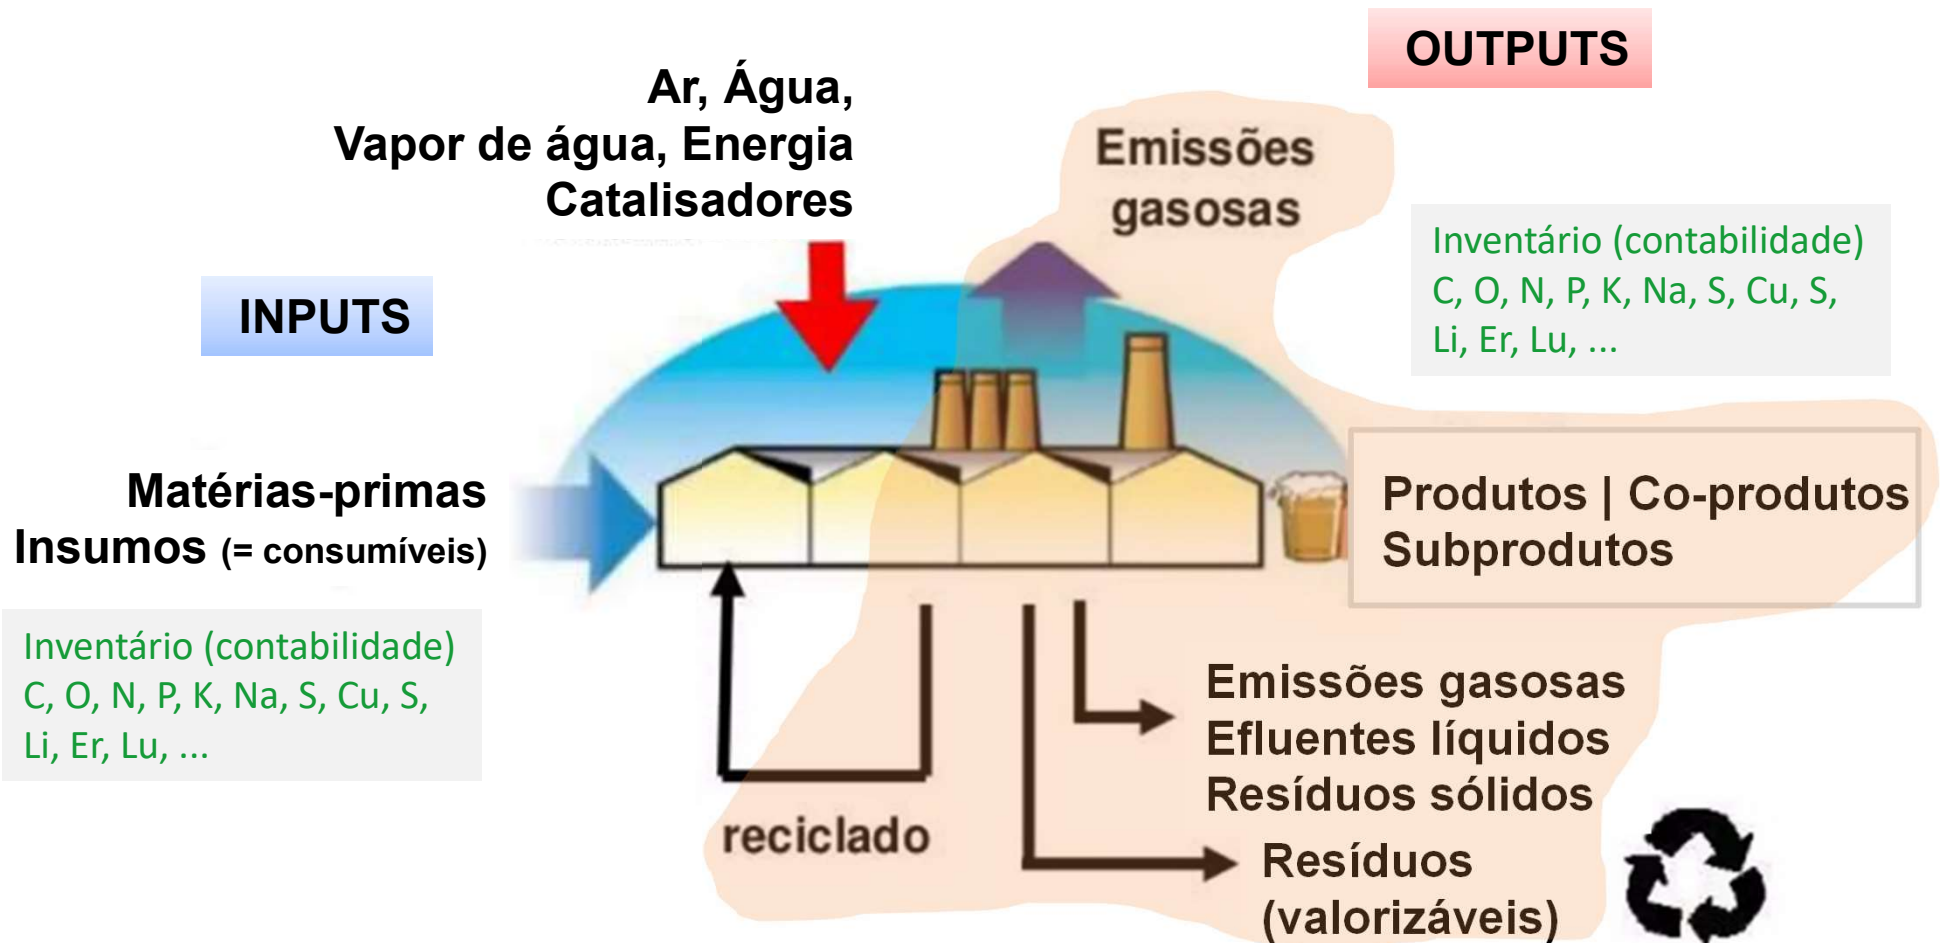 OUTPUTS
Ar, Água,
Vapor de água, Energia
Catalisadores
Emissões
gasosas
Inventário (contabilidade)
C, O, N, P, K, Na, S, Cu, S,
Li, Er, Lu, ...
INPUTS
Matérias-primas
Insumos (= consumíveis)
Produtos | Co-produtos
Subprodutos
Inventário (contabilidade)
C, O, N, P, K, Na, S, Cu, S,
Li, Er, Lu, ...
Emissões gasosas
Efluentes líquidos
Resíduos sólidos
reciclado
Resíduos
(valorizáveis)